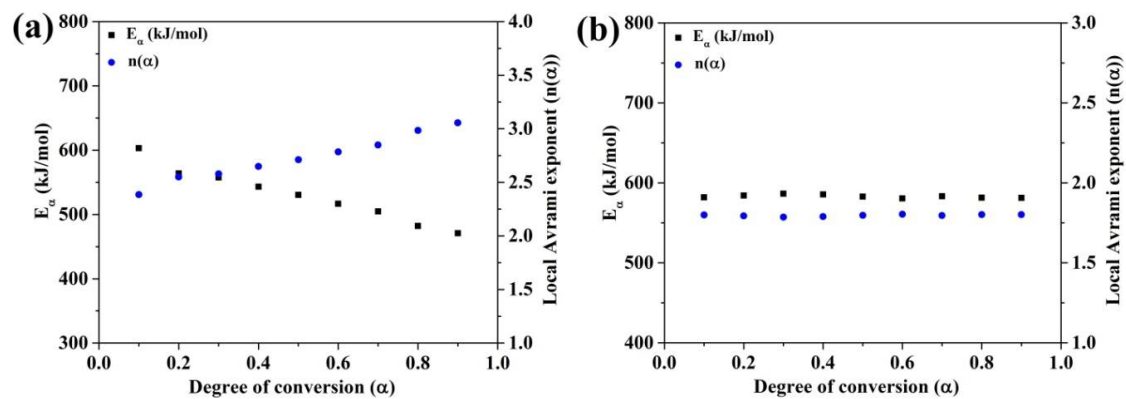 (a)
E_α (kJ/mol)
n(α)
800
700
600
500
400
300
E_α (kJ/mol)
4.0
3.5
3.0
2.5
2.0
1.5
1.0
Local Avrami exponent (n(α))
0.0 0.2 0.4 0.6 0.8 1.0
Degree of conversion (α)
(b)
E_α (kJ/mol)
n(α)
800
700
600
500
400
E_α (kJ/mol)
3.0
2.5
2.0
1.5
1.0
Local Avrami exponent (n(α))
0.0 0.2 0.4 0.6 0.8 1.0
Degree of conversion (α)